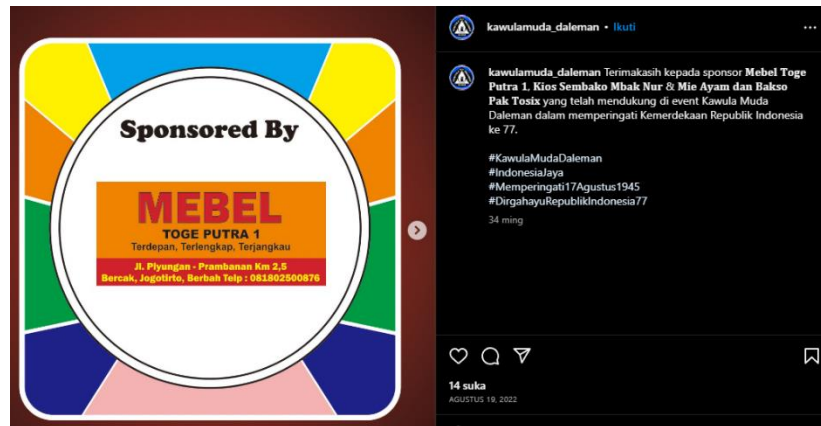 Sponsored By
MEBEL
TOGE PUTRA 1
Terdepan, Terlengkap, Terjangkau
Jl. Piyungan - Prambanan Km 2,5
Bercak, Jogotirto, Berbah Telp : 081802500876
kawulamuda_daleman • Ikuti
kawulamuda_daleman Terimakasih kepada sponsor Mebel Toge
Putra 1, Kios Sembako Mbak Nur & Mie Ayam dan Bakso
Pak Tosix yang telah mendukung di event Kawula Muda
Daleman dalam memperingati Kemerdekaan Republik Indonesia
ke 77.
#KawulaMudaDaleman
#IndonesiaJaya
#Memperingati17Agustus1945
#DirgahayuRepublikIndonesia77
34 ming
14 suka
AGUSTUS 19, 2022